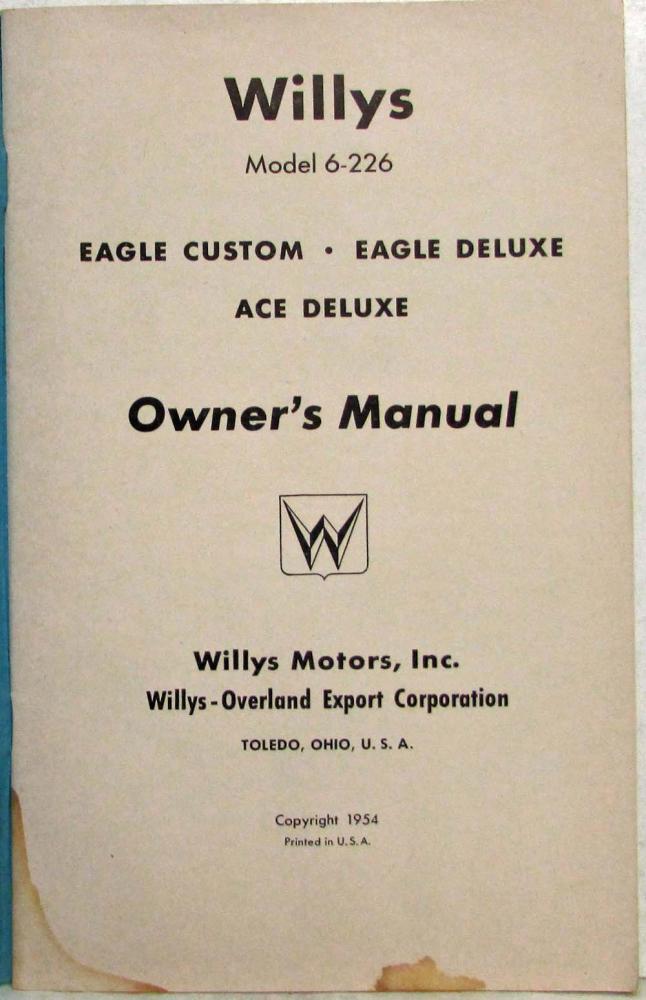 Willys
Model 6-226
EAGLE CUSTOM • EAGLE DELUXE
ACE DELUXE
Owner's Manual
W
Willys Motors, Inc.
Willys-Overland Export Corporation
TOLEDO, OHIO, U. S. A.
Copyright 1954
Printed in U. S. A.